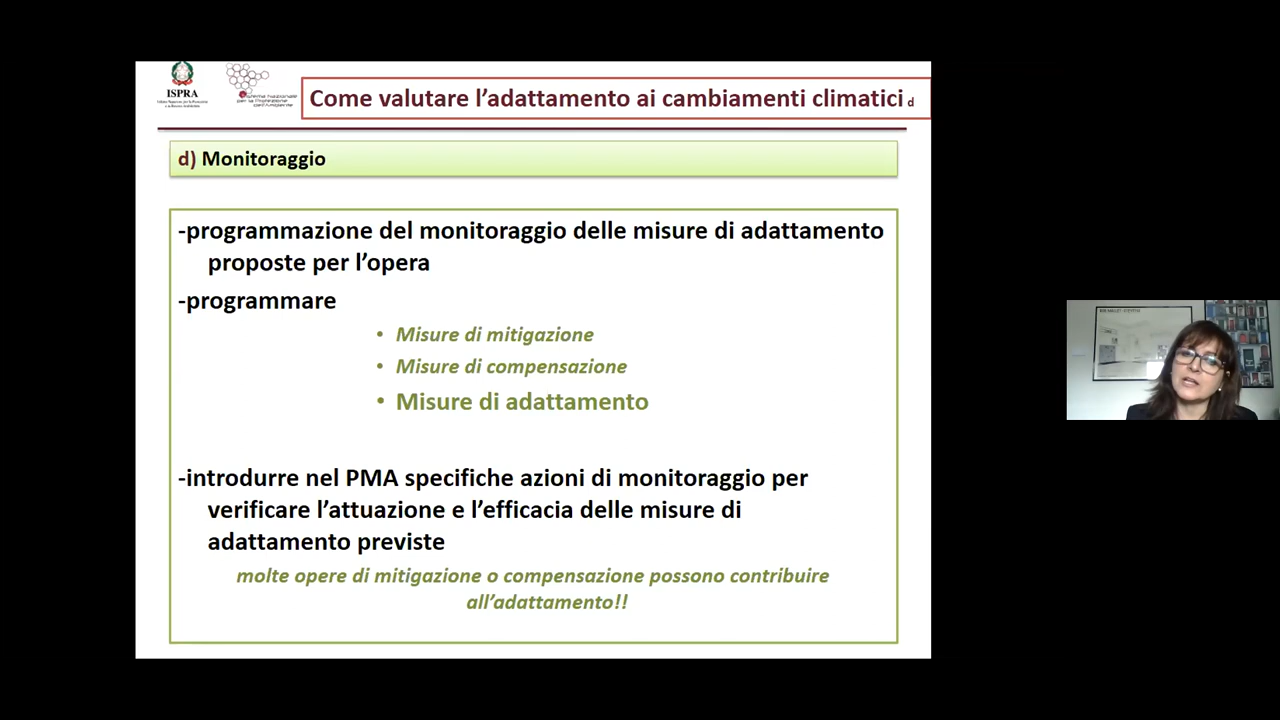 ISPRA
Come valutare l'adattamento ai cambiamenti climatici d
d) Monitoraggio
-programmazione del monitoraggio delle misure di adattamento
proposte per l'opera
-programmare
• Misure di mitigazione
• Misure di compensazione
• Misure di adattamento
-introdurre nel PMA specifiche azioni di monitoraggio per
verificare l'attuazione e l'efficacia delle misure di
adattamento previste
molte opere di mitigazione o compensazione possono contribuire
all'adattamento!!